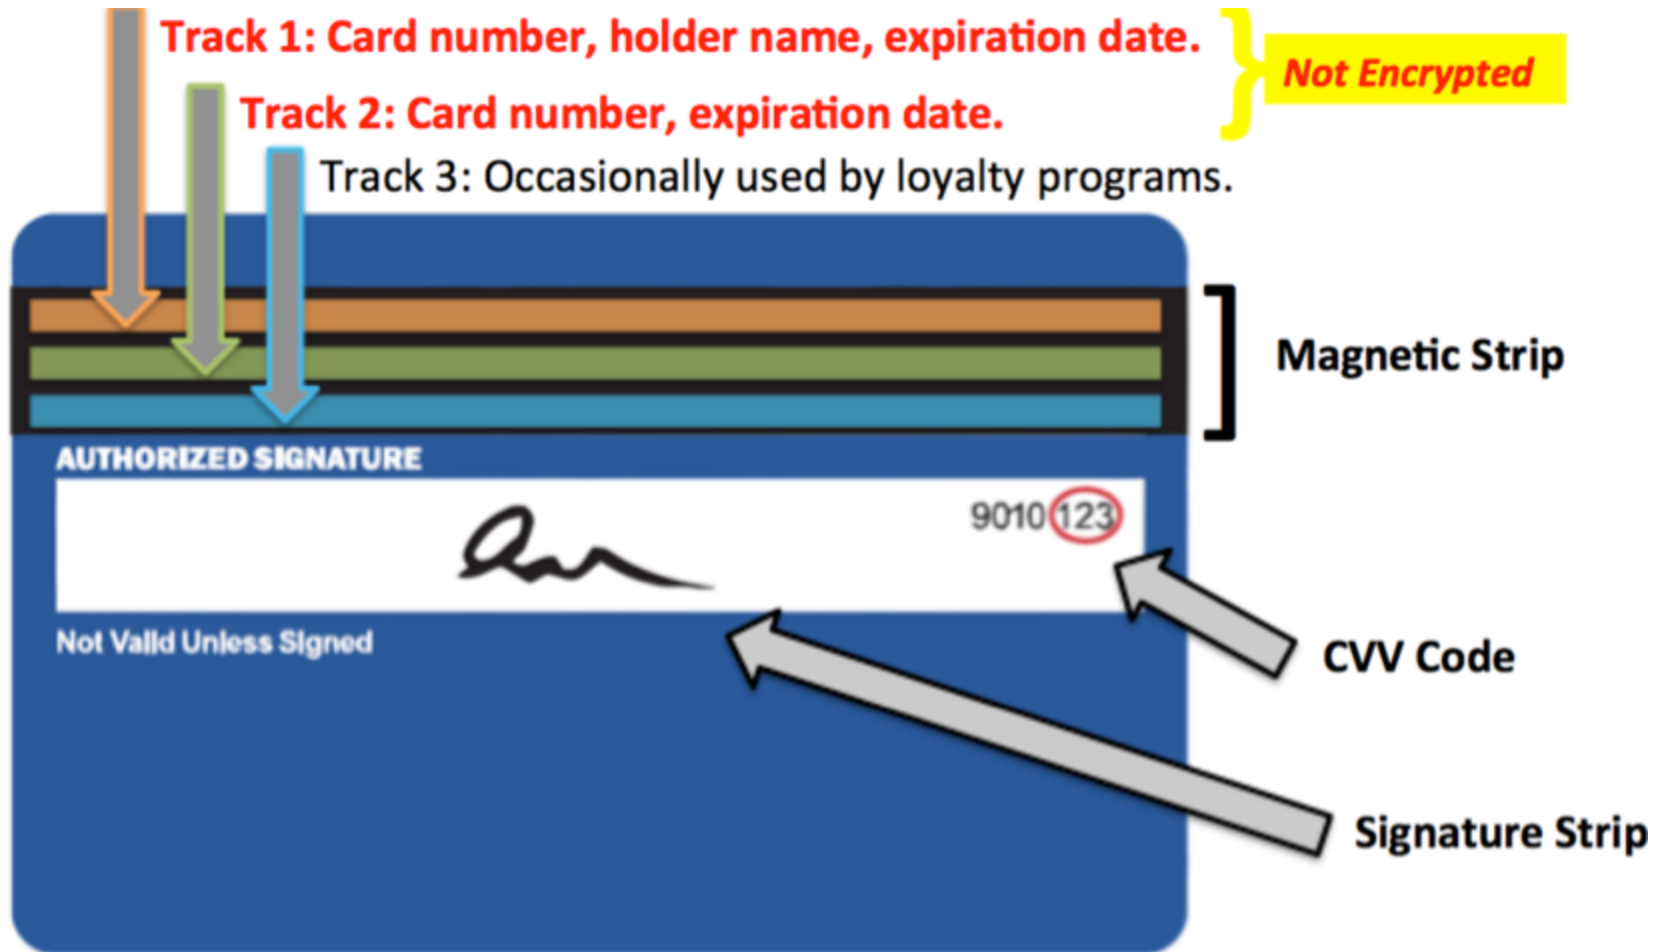 Track 1: Card number, holder name, expiration date.
Not Encrypted
Track 2: Card number, expiration date.
Track 3: Occasionally used by loyalty programs.
Magnetic Strip
AUTHORIZED SIGNATURE
9010 123
Not Valid Unless Signed
CVV Code
Signature Strip